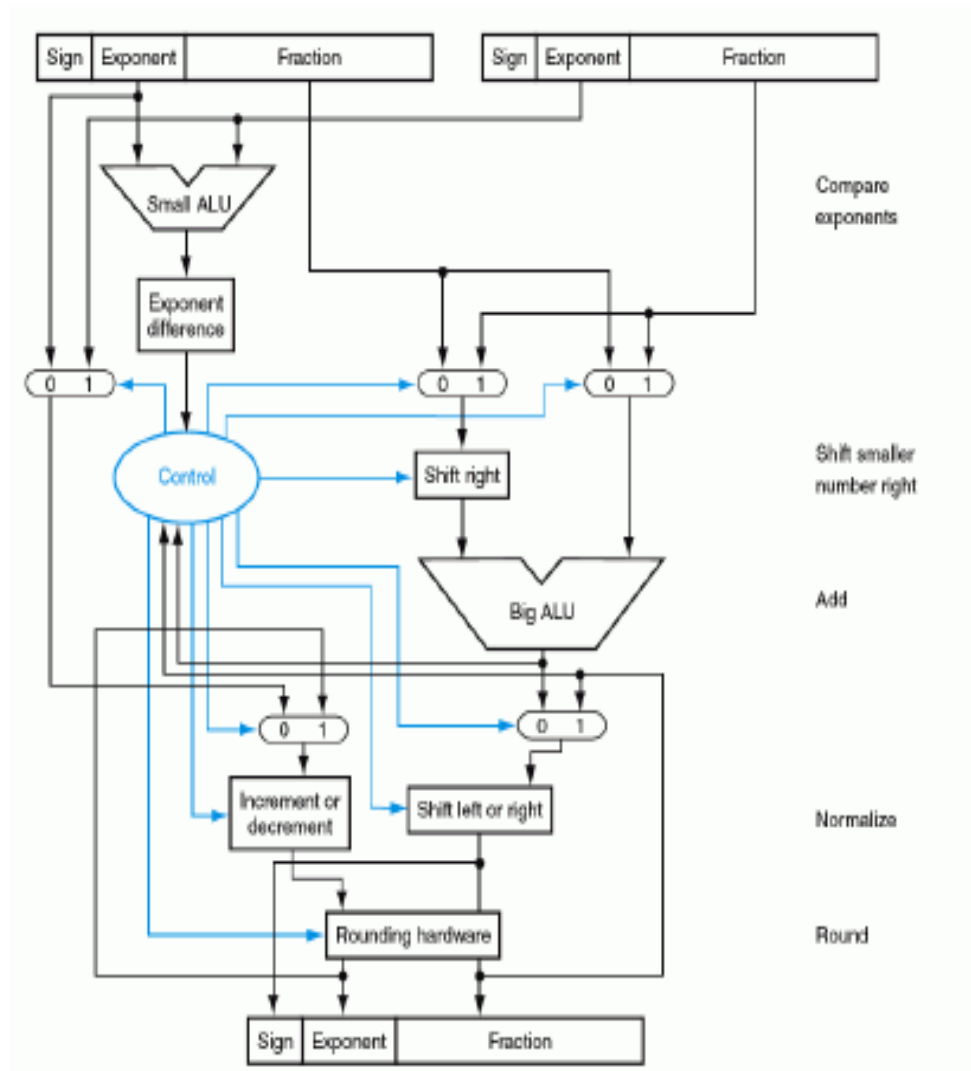 Sign Exponent Fraction Sign Exponent Fraction
Small ALU
Compare
exponents
Exponent
difference
0 1 0 1 0 1
Control
Shift right
Shift smaller
number right
Big ALU
Add
0 1 0 1
Increment or
decrement
Shift left or right
Normalize
Rounding hardware
Round
Sign Exponent Fraction